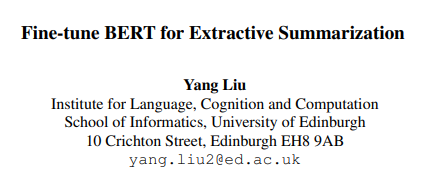 Fine-tune BERT for Extractive Summarization
Yang Liu
Institute for Language, Cognition and Computation
School of Informatics, University of Edinburgh
10 Crichton Street, Edinburgh EH8 9AB
yang.liu2@ed.ac.uk